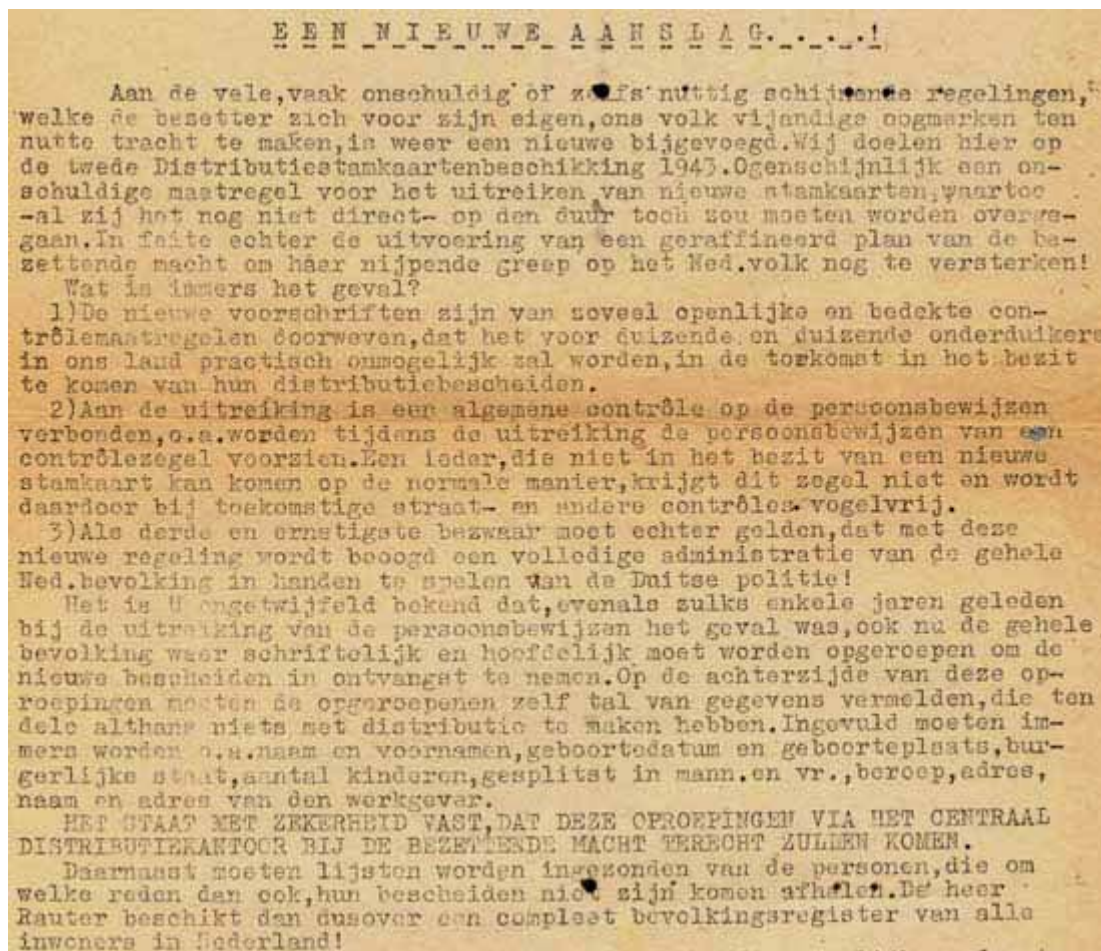 EEN NIEUWE AANSLAG.....!
Aan de vele,vaak onschuldig of zelfs nuttig schijnende regelingen,
welke de bezetter zich voor zijn eigen,ons volk vijandige oogmerken ten
nutte tracht te maken,is weer een nieuwe bijgevoegd.Wij doelen hier op
de twede Distributiestamkaartenbeschikking 1943.Ogenschijnlijk een on-
schuldige maatregel voor het uitreiken van nieuwe stamkaarten,waartoe
-al zij het nog niet direct- op den duur toch zou moeten worden overge-
gaan.In feite echter de uitvoering van een geraffineerd plan van de be-
zettende macht om haar nijpende greep op het Ned.volk nog te versterken!
Wat is immers het geval?
1)De nieuwe voorschriften zijn van zoveel openlijke en bedekte con-
trôlemaatregelen doorweven,dat het voor duizende en duizende onderduikers
in ons land practisch onmogelijk zal worden,in de toekomst in het bezit
te komen van hun distributiebescheiden.
2)Aan de uitreiking is een algemene contrôle op de persoonsbewijzen
verbonden,o.a.worden tijdens de uitreiking de persoonsbewijzen van een
contrôlezegel voorzien.Een ieder,die niet in het bezit van een nieuwe
stamkaart kan komen op de normale manier,krijgt dit zegel niet en wordt
daardoor bij toekomstige straat- en andere contrôles vogelvrij.
3)Als derde en ernstigste bezwaar moet echter gelden,dat met deze
nieuwe regeling wordt beoogd een volledige administratie van de gehele
Ned.bevolking in handen te spelen van de Duitse politie!
Het is U ongetwijfeld bekend dat,evenals zulks enkele jaren geleden
bij de uitreiking van de persoonsbewijzen het geval was,ook nu de gehele
bevolking weer schriftelijk en hoofdelijk moet worden opgeroepen om de
nieuwe bescheiden in ontvangst te nemen.Op de achterzijde van deze op-
roepingen moeten de opgeroepenen zelf tal van gegevens vermelden,die ten
dele althans niets met distributie te maken hebben.Ingevuld moeten im-
mers worden o.a.naam en voornamen,geboortedatum en geboorteplaats,bur-
gerlijke staat,aantal kinderen,gesplitst in mann.en vr.,beroep,adres,
naam en adres van den werkgever.
HET STAAT MET ZEKERHEID VAST,DAT DEZE OPROEPINGEN VIA HET CENTRAAL
DISTRIBUTIEKANTOOR BIJ DE BEZETTENDE MACHT TERECHT ZULLEN KOMEN.
Daarnaast moeten lijsten worden ingezonden van de personen,die om
welke reden dan ook,hun bescheiden niet zijn komen afhalen.De heer
Rauter beschikt dan dusover een compleet bevolkingsregister van alle
inwoners in Nederland!